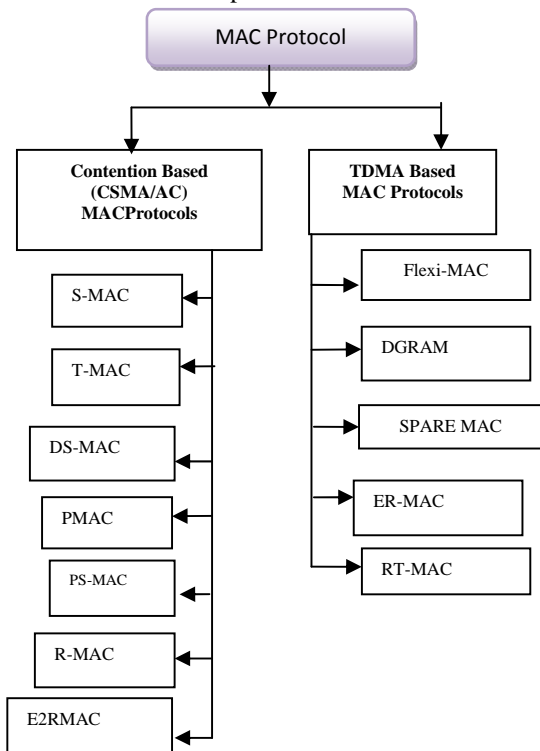 MAC Protocol
Contention Based
(CSMA/AC)
MACProtocols
TDMA Based
MAC Protocols
S-MAC
T-MAC
DS-MAC
PMAC
PS-MAC
R-MAC
E2RMAC
Flexi-MAC
DGRAM
SPARE MAC
ER-MAC
RT-MAC